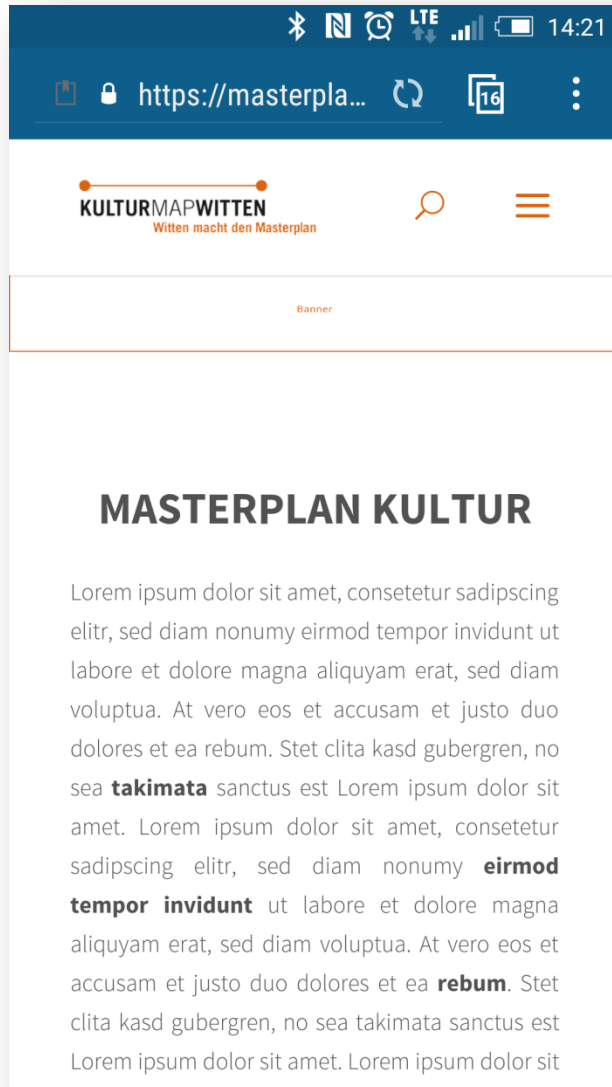 LTE 14:21
https://masterpla... 16
KULTURMAPWITTEN
Witten macht den Masterplan
Banner
MASTERPLAN KULTUR
Lorem ipsum dolor sit amet, consetetur sadipscing
elitr, sed diam nonumy eirmod tempor invidunt ut
labore et dolore magna aliquyam erat, sed diam
voluptua. At vero eos et accusam et justo duo
dolores et ea rebum. Stet clita kasd gubergren, no
sea takimata sanctus est Lorem ipsum dolor sit
amet. Lorem ipsum dolor sit amet, consetetur
sadipscing elitr, sed diam nonumy eirmod
tempor invidunt ut labore et dolore magna
aliquyam erat, sed diam voluptua. At vero eos et
accusam et justo duo dolores et ea rebum. Stet
clita kasd gubergren, no sea takimata sanctus est
Lorem ipsum dolor sit amet. Lorem ipsum dolor sit